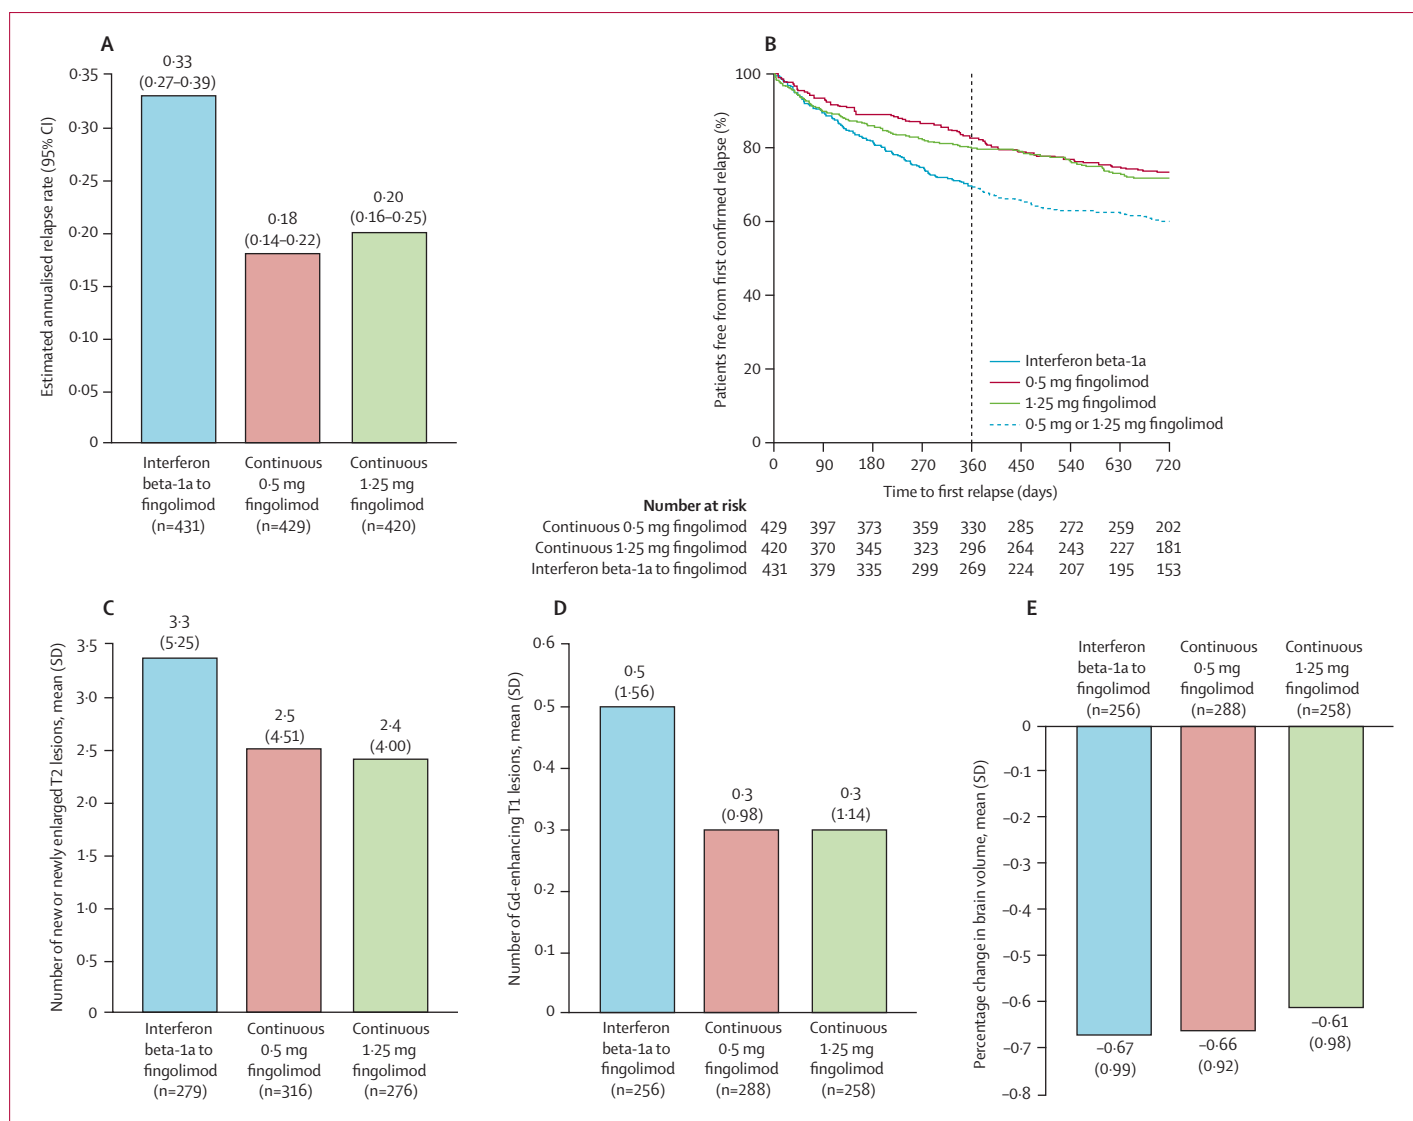 A
Estimated annualised relapse rate (95% CI)
0·35
0·30
0·25
0·20
0·15
0·10
0·05
0
0·33
(0·27–0·39)
0·18
(0·14–0·22)
0·20
(0·16–0·25)
Interferon
beta-1a to
fingolimod
(n=431)
Continuous
0·5 mg
fingolimod
(n=429)
Continuous
1·25 mg
fingolimod
(n=420)
B
Patients free from first confirmed relapse (%)
100
80
60
40
20
0
Interferon beta-1a
0·5 mg fingolimod
1·25 mg fingolimod
0·5 mg or 1·25 mg fingolimod
0 90 180 270 360 450 540 630 720
Time to first relapse (days)
Number at risk
Continuous 0·5 mg fingolimod 429 397 373 359 330 285 272 259 202
Continuous 1·25 mg fingolimod 420 370 345 323 296 264 243 227 181
Interferon beta-1a to fingolimod 431 379 335 299 269 224 207 195 153
C
Number of new or newly enlarged T2 lesions, mean (SD)
3·5
3·0
2·5
2·0
1·5
1·0
0·5
0
3·3
(5·25)
2·5
(4·51)
2·4
(4·00)
Interferon
beta-1a to
fingolimod
(n=279)
Continuous
0·5 mg
fingolimod
(n=316)
Continuous
1·25 mg
fingolimod
(n=276)
D
Number of Gd-enhancing T1 lesions, mean (SD)
0·6
0·5
0·4
0·3
0·2
0·1
0
0·5
(1·56)
0·3
(0·98)
0·3
(1·14)
Interferon
beta-1a to
fingolimod
(n=256)
Continuous
0·5 mg
fingolimod
(n=288)
Continuous
1·25 mg
fingolimod
(n=258)
E
Percentage change in brain volume, mean (SD)
Interferon
beta-1a to
fingolimod
(n=256)
Continuous
0·5 mg
fingolimod
(n=288)
Continuous
1·25 mg
fingolimod
(n=258)
0
–0·1
–0·2
–0·3
–0·4
–0·5
–0·6
–0·7
–0·8
–0·67
(0·99)
–0·66
(0·92)
–0·61
(0·98)